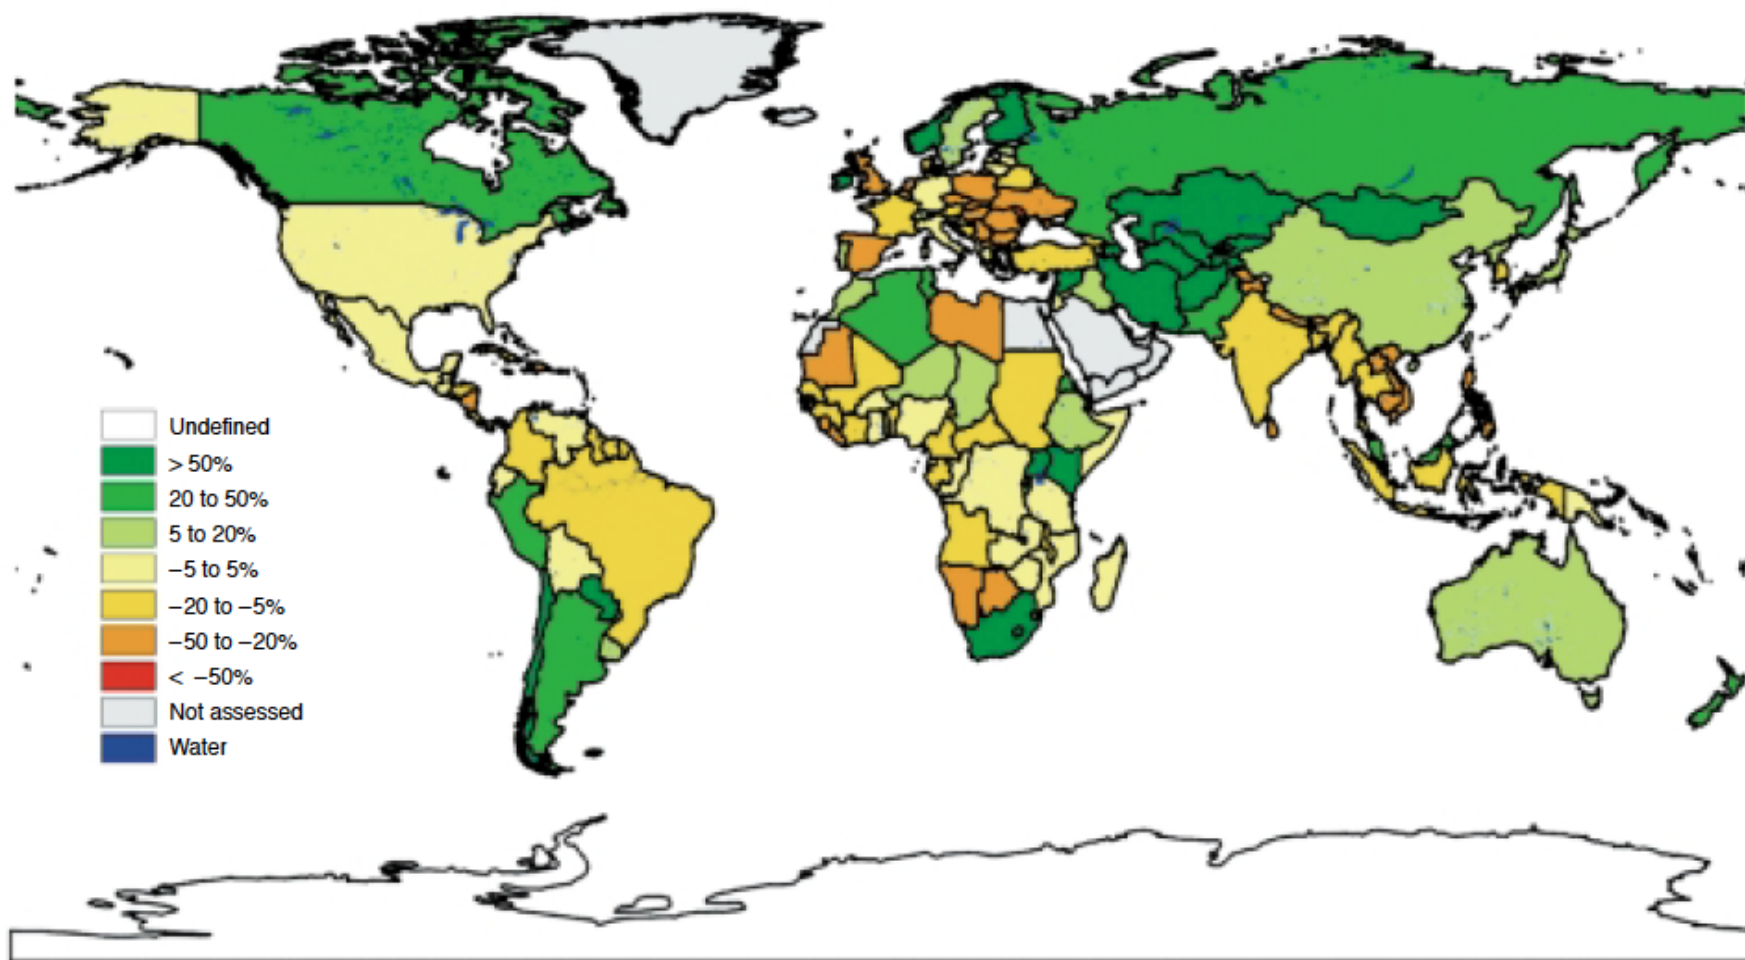 Undefined
> 50%
20 to 50%
5 to 20%
–5 to 5%
–20 to –5%
–50 to –20%
< –50%
Not assessed
Water